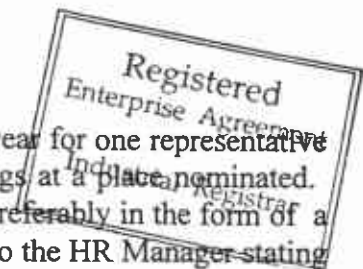 Registered
Enterprise Agreement
Industrial Registrar
year for one representative
gs at a place nominated.
referably in the form of a
o the HR Manager stating